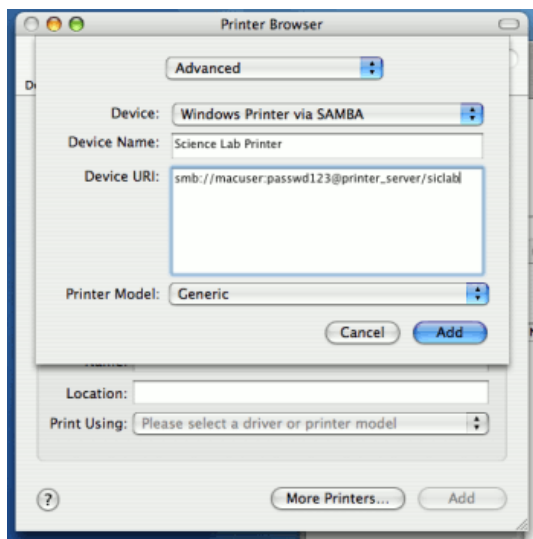 Printer Browser
Advanced
Device: Windows Printer via SAMBA
Device Name: Science Lab Printer
Device URI: smb://macuser:passwd123@printer_server/siclab
Printer Model: Generic
Cancel Add
Location:
Print Using: Please select a driver or printer model
? More Printers... Add